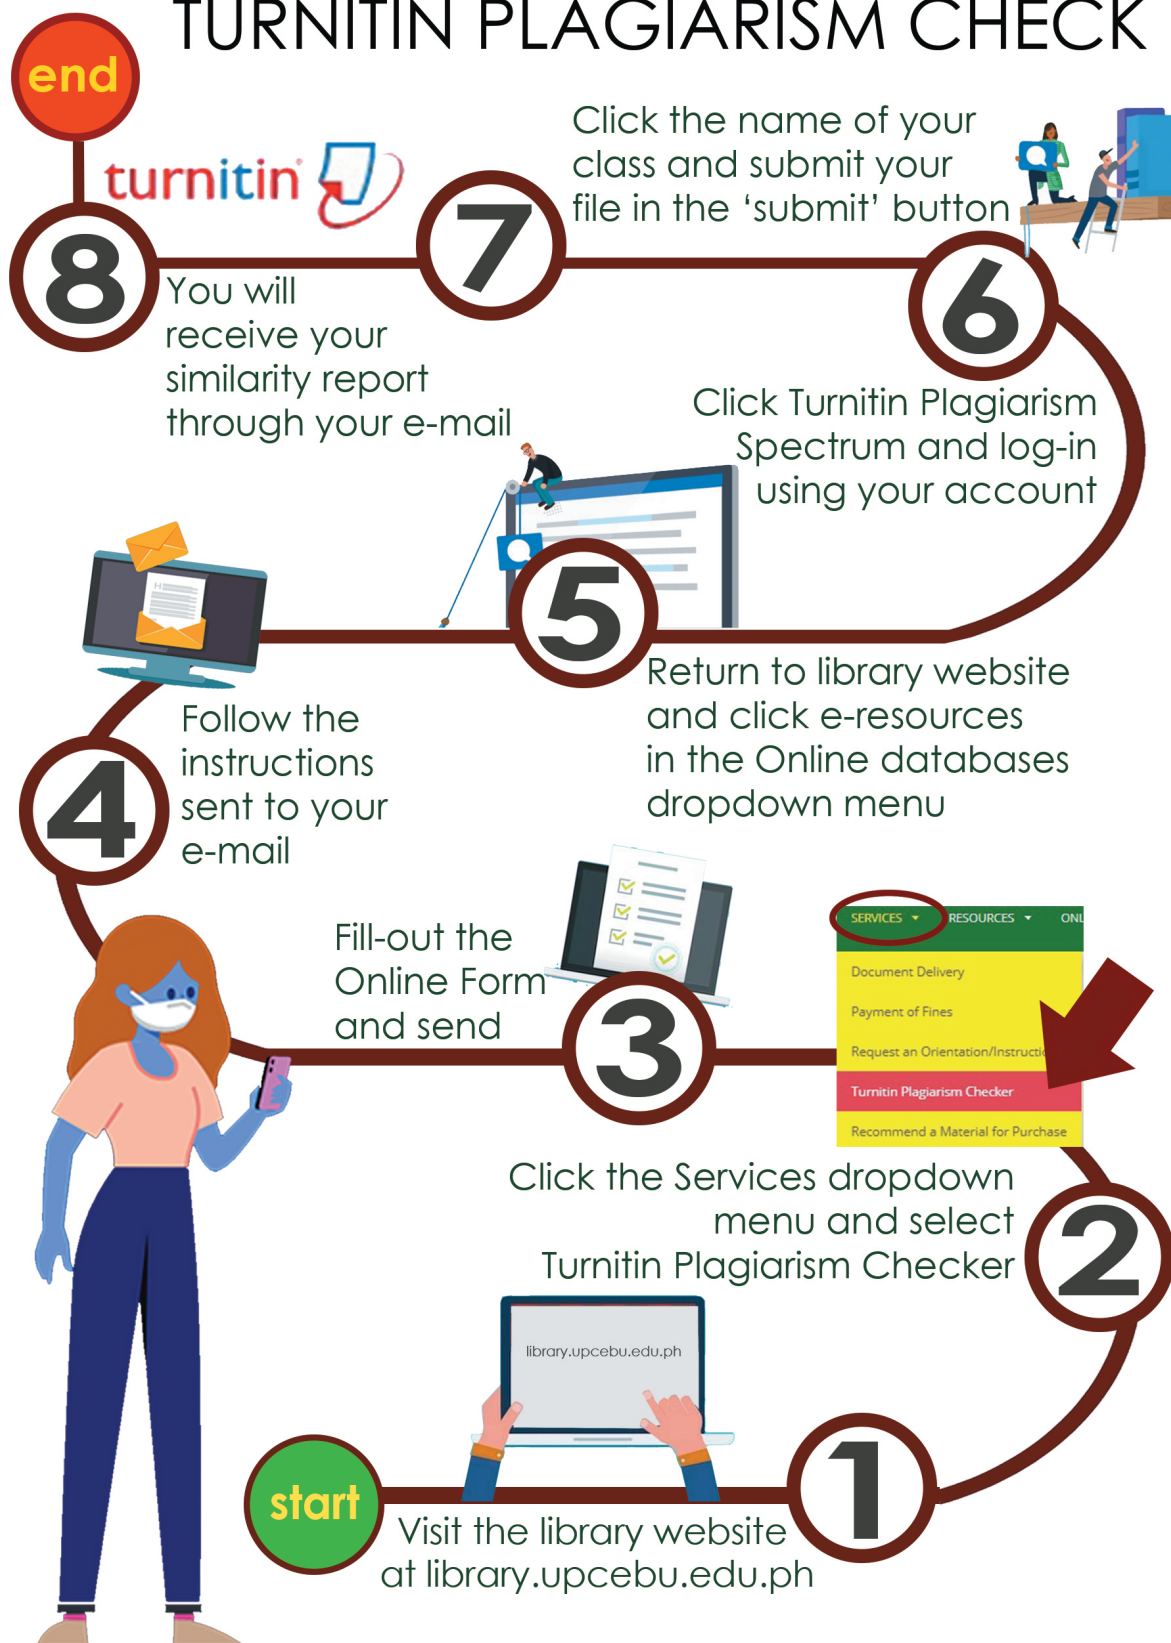 TURNITIN PLAGIARISM CHECK
end
turnitin
Click the name of your
class and submit your
file in the ‘submit’ button
8
7
6
You will
receive your
similarity report
through your e-mail
Click Turnitin Plagiarism
Spectrum and log-in
using your account
5
Return to library website
and click e-resources
in the Online databases
dropdown menu
4
Follow the
instructions
sent to your
e-mail
Fill-out the
Online Form
and send
3
SERVICES
RESOURCES
Document Delivery
Payment of Fines
Request an
Turnitin Plagiarism Checker
Recommend a Material for Purchase
Click the Services dropdown
menu and select
Turnitin Plagiarism Checker
2
library.upcebu.edu.ph
start
1
Visit the library website
at library.upcebu.edu.ph